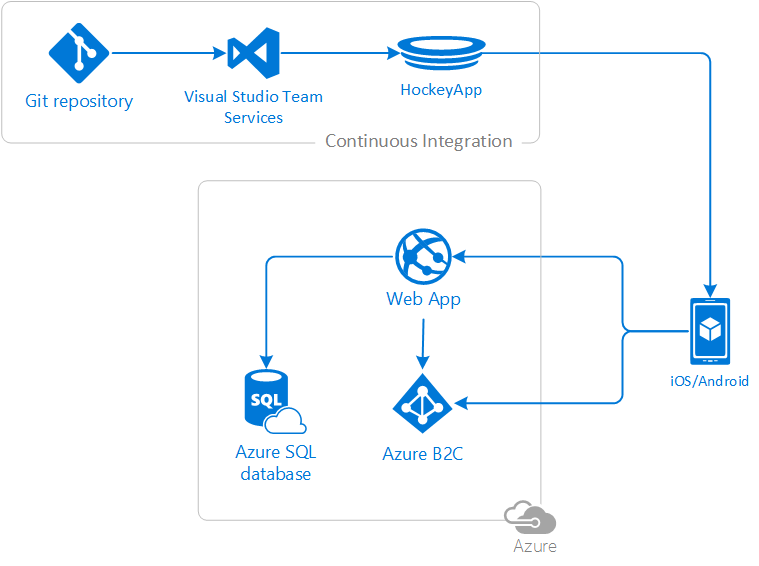 Git repository
Visual Studio Team
Services
HockeyApp
Continuous Integration
Web App
iOS/Android
SQL
Azure SQL
database
Azure B2C
Azure